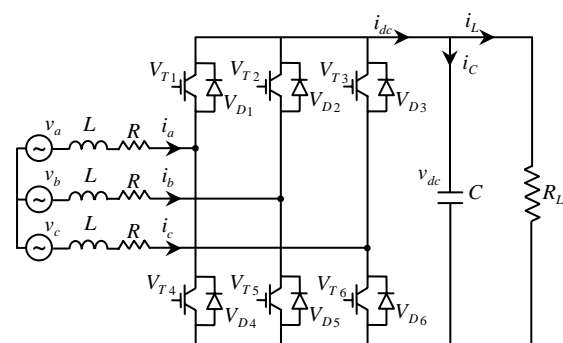 i_dc i_L
i_C
V_T1 V_T2 V_T3
V_D1 V_D2 V_D3
v_a L R i_a
v_b L R i_b
v_c L R i_c
v_dc C R_L
V_T4 V_T5 V_T6
V_D4 V_D5 V_D6